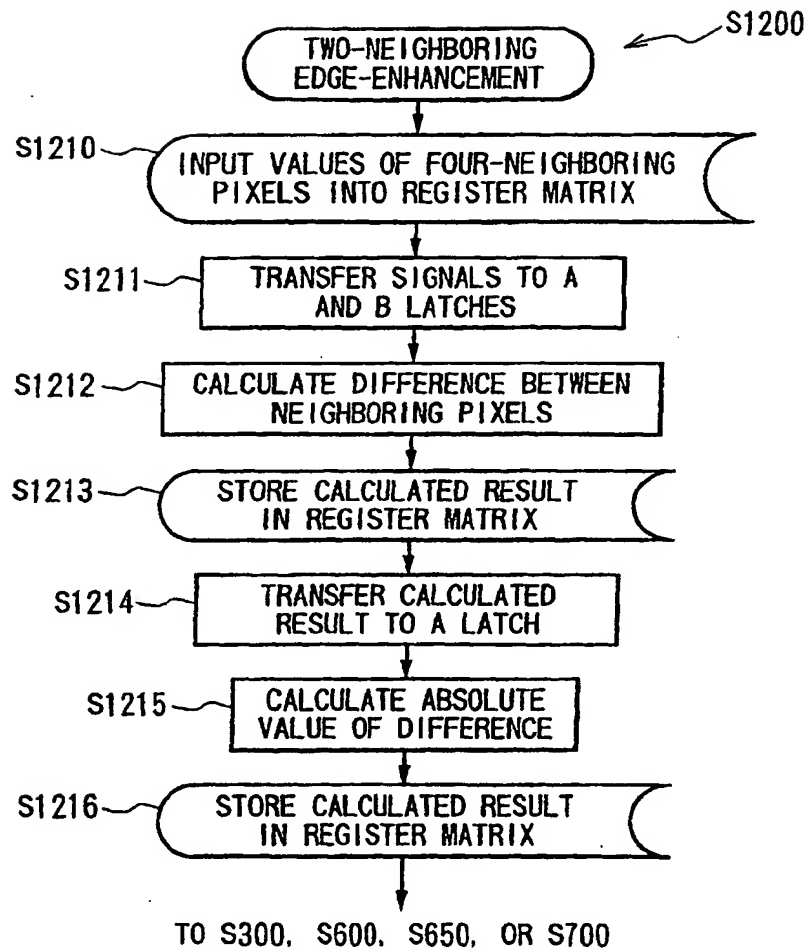 S1200
TWO-NEIGHBORING
EDGE-ENHANCEMENT
S1210
INPUT VALUES OF FOUR-NEIGHBORING
PIXELS INTO REGISTER MATRIX
S1211
TRANSFER SIGNALS TO A
AND B LATCHES
S1212
CALCULATE DIFFERENCE BETWEEN
NEIGHBORING PIXELS
S1213
STORE CALCULATED RESULT
IN REGISTER MATRIX
S1214
TRANSFER CALCULATED
RESULT TO A LATCH
S1215
CALCULATE ABSOLUTE
VALUE OF DIFFERENCE
S1216
STORE CALCULATED RESULT
IN REGISTER MATRIX
TO S300, S600, S650, OR S700